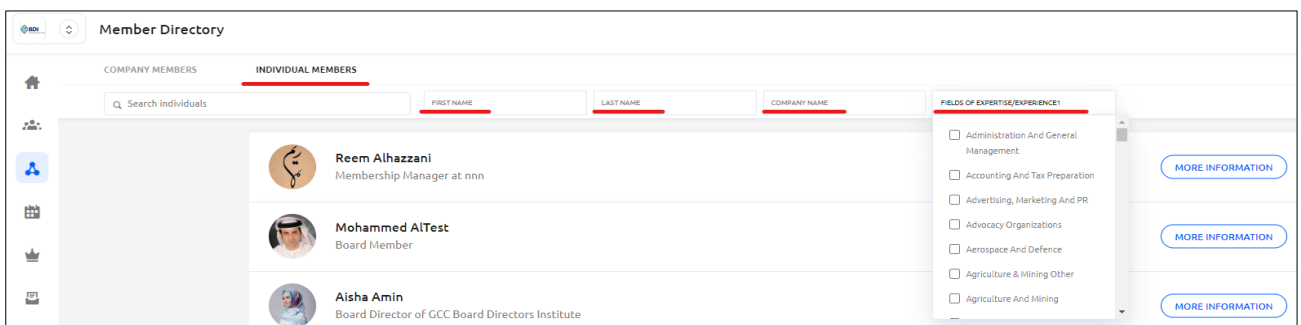 BDI
Member Directory
COMPANY MEMBERS
INDIVIDUAL MEMBERS
Search individuals
FIRST NAME
LAST NAME
COMPANY NAME
FIELDS OF EXPERTISE/EXPERIENCE1
Administration And General
Management
Accounting And Tax Preparation
Advertising, Marketing And PR
Advocacy Organizations
Aerospace And Defence
Agriculture & Mining Other
Agriculture And Mining
Reem Alhazzani
Membership Manager at nnn
MORE INFORMATION
Mohammed AlTest
Board Member
MORE INFORMATION
Aisha Amin
Board Director of GCC Board Directors Institute
MORE INFORMATION